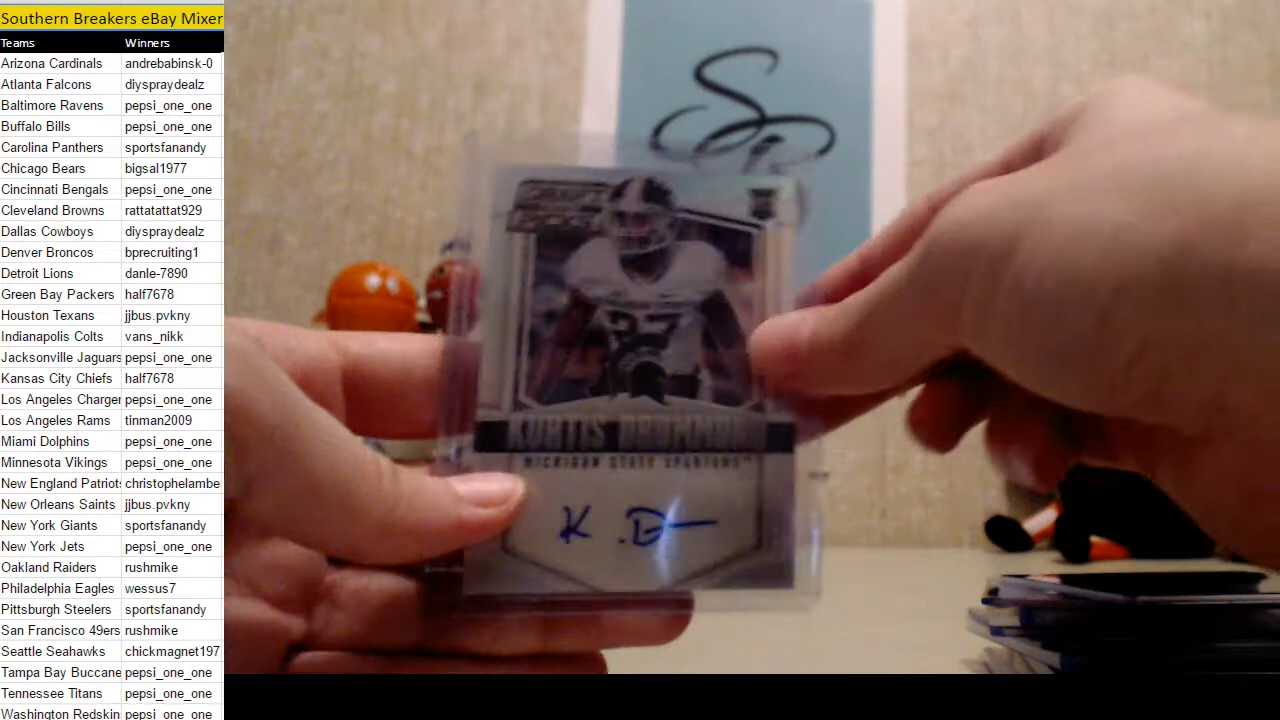 Southern Breakers eBay Mixer
Teams Winners
Arizona Cardinals andrebabinsk-0
Atlanta Falcons diyspraydealz
Baltimore Ravens pepsi_one_one
Buffalo Bills pepsi_one_one
Carolina Panthers sportsfanandy
Chicago Bears bigsal1977
Cincinnati Bengals pepsi_one_one
Cleveland Browns rattatattat929
Dallas Cowboys diyspraydealz
Denver Broncos bprecruiting1
Detroit Lions danle-7890
Green Bay Packers half7678
Houston Texans jjbus.pvkny
Indianapolis Colts vans_nikk
Jacksonville Jaguars pepsi_one_one
Kansas City Chiefs half7678
Los Angeles Charger pepsi_one_one
Los Angeles Rams tinman2009
Miami Dolphins pepsi_one_one
Minnesota Vikings pepsi_one_one
New England Patriots christophelambe
New Orleans Saints jjbus.pvkny
New York Giants sportsfanandy
New York Jets pepsi_one_one
Oakland Raiders rushmike
Philadelphia Eagles wessus7
Pittsburgh Steelers sportsfanandy
San Francisco 49ers rushmike
Seattle Seahawks chickmagnet197
Tampa Bay Buccane pepsi_one_one
Tennessee Titans pepsi_one_one
Washington Redskin pepsi_one_one
SB
27
KURTIS DRUMMOND
MICHIGAN STATE SPARTANS
K. D